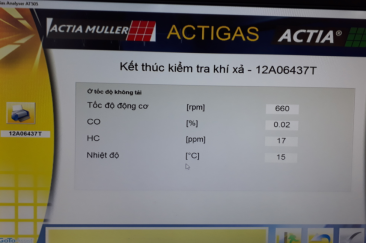 ACTIA MULLER
ACTIGAS
ACTIA®
Kết thúc kiểm tra khí xả - 12A06437T
Ở tốc độ không tải
Tốc độ động cơ [rpm] 660
CO [%] 0.02
HC [ppm] 17
Nhiệt độ [°C] 15
12A06437T